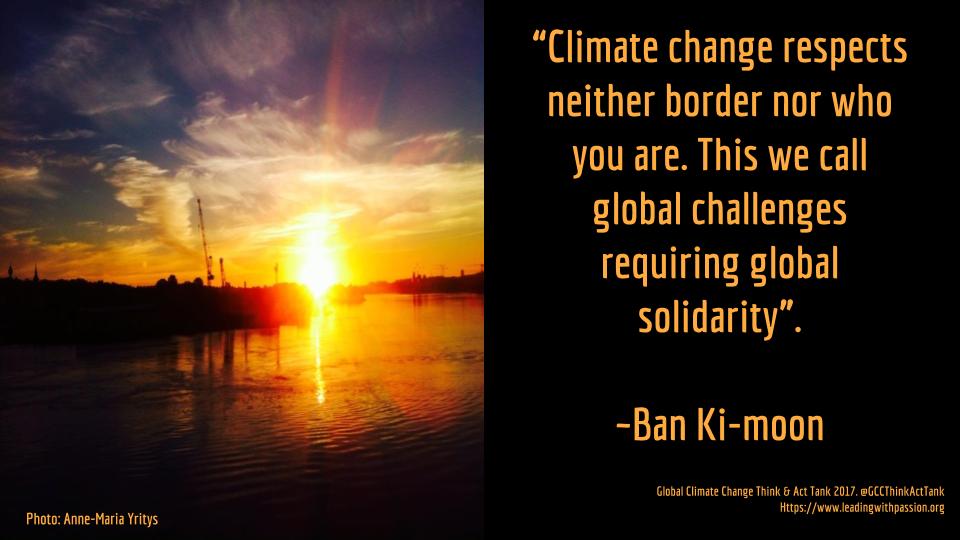 “Climate change respects
neither border nor who
you are. This we call
global challenges
requiring global
solidarity”.
~Ban Ki-moon
Global Climate Change Think & Act Tank 2017. @GCCThinkActTank
Https://www.leadingwithpassion.org
Photo: Anne-Maria Yritys